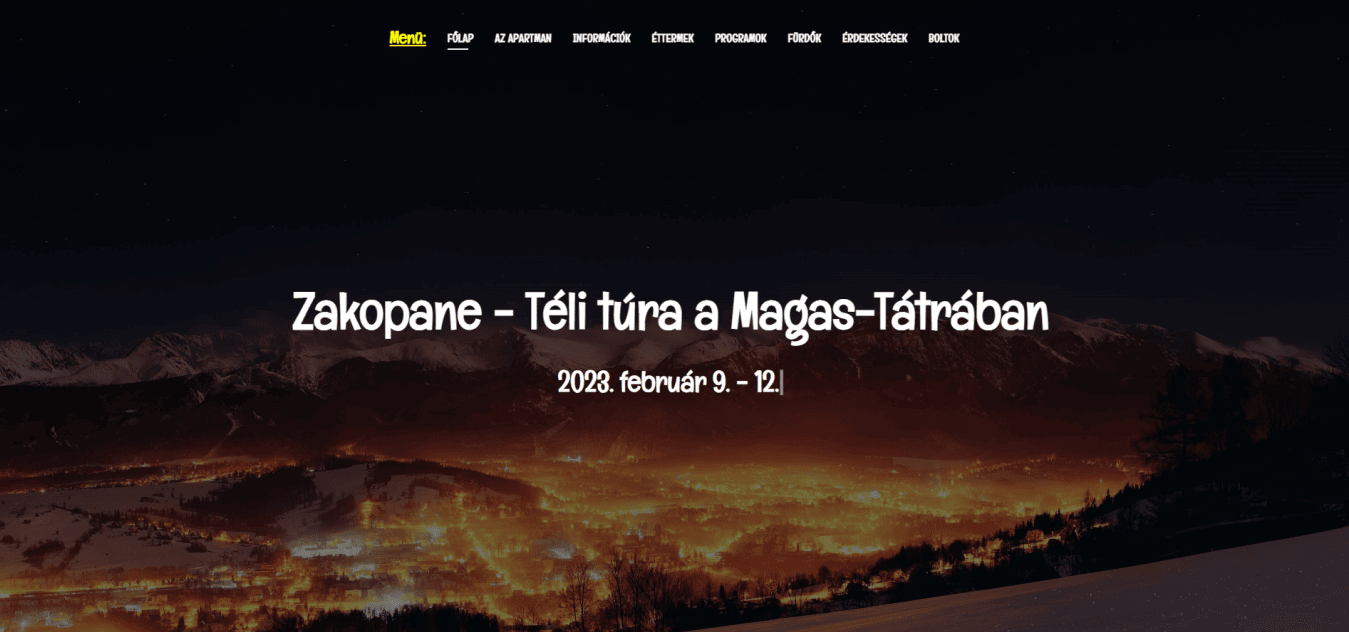 Menü: FŐLAP AZ APARTMAN INFORMÁCIÓK ÉTTERMEK PROGRAMOK FÜRDŐK ÉRDEKESSÉGEK BOLTOK
Zakopane - Téli túra a Magas-Tátrában
2023. február 9. - 12.